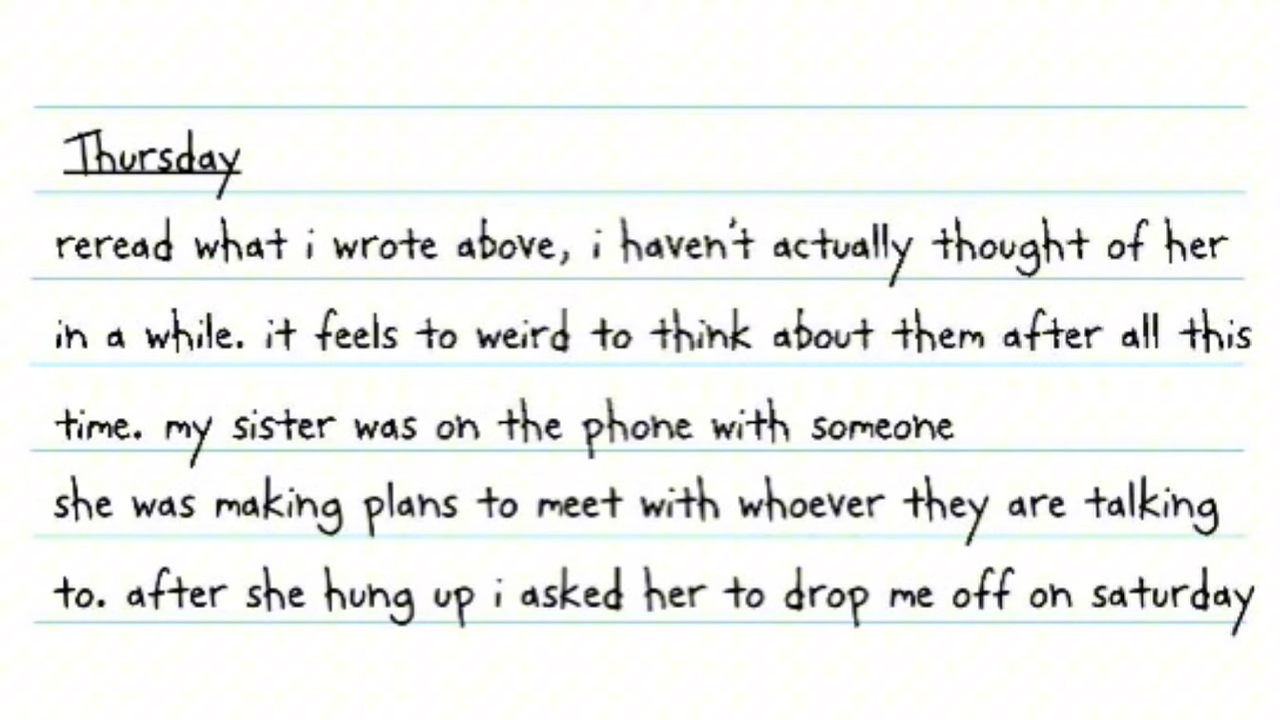 Thursday
reread what i wrote above, i haven't actually thought of her
in a while. it feels to weird to think about them after all this
time. my sister was on the phone with someone
she was making plans to meet with whoever they are talking
to. after she hung up i asked her to drop me off on saturday